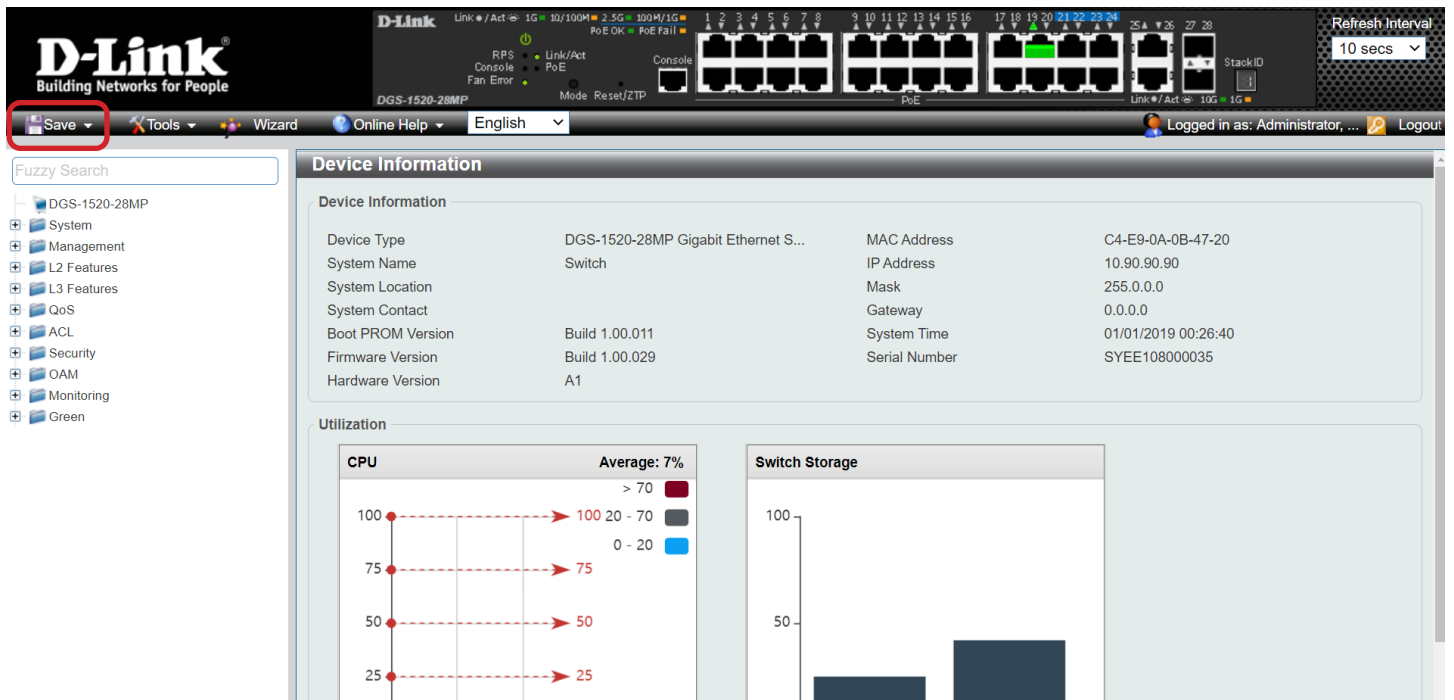 D-Link Link / Act 1G 10/100M 2.5G 100M/1G 1 2 3 4 5 6 7 8 9 10 11 12 13 14 15 16 17 18 19 20 21 22 23 24 25 26 27 28
PoE OK PoE Fail
D-Link®
Building Networks for People
RPS Link/Act
Console PoE
Fan Error
Mode Reset/ZTP
Console
DGS-1520-28MP
PoE
StackID
1
Link / Act 10G 1G
Refresh Interval
10 secs
Save Tools Wizard Online Help English Logged in as: Administrator, ... Logout
Fuzzy Search
DGS-1520-28MP
System
Management
L2 Features
L3 Features
QoS
ACL
Security
OAM
Monitoring
Green
Device Information
Device Information
Device Type DGS-1520-28MP Gigabit Ethernet S... MAC Address C4-E9-0A-0B-47-20
System Name Switch IP Address 10.90.90.90
System Location Mask 255.0.0.0
System Contact Gateway 0.0.0.0
Boot PROM Version Build 1.00.011 System Time 01/01/2019 00:26:40
Firmware Version Build 1.00.029 Serial Number SYEE108000035
Hardware Version A1
Utilization
CPU Average: 7%
> 70
100 100 20 - 70
0 - 20
75 75
50 50
25 25
Switch Storage
100
50